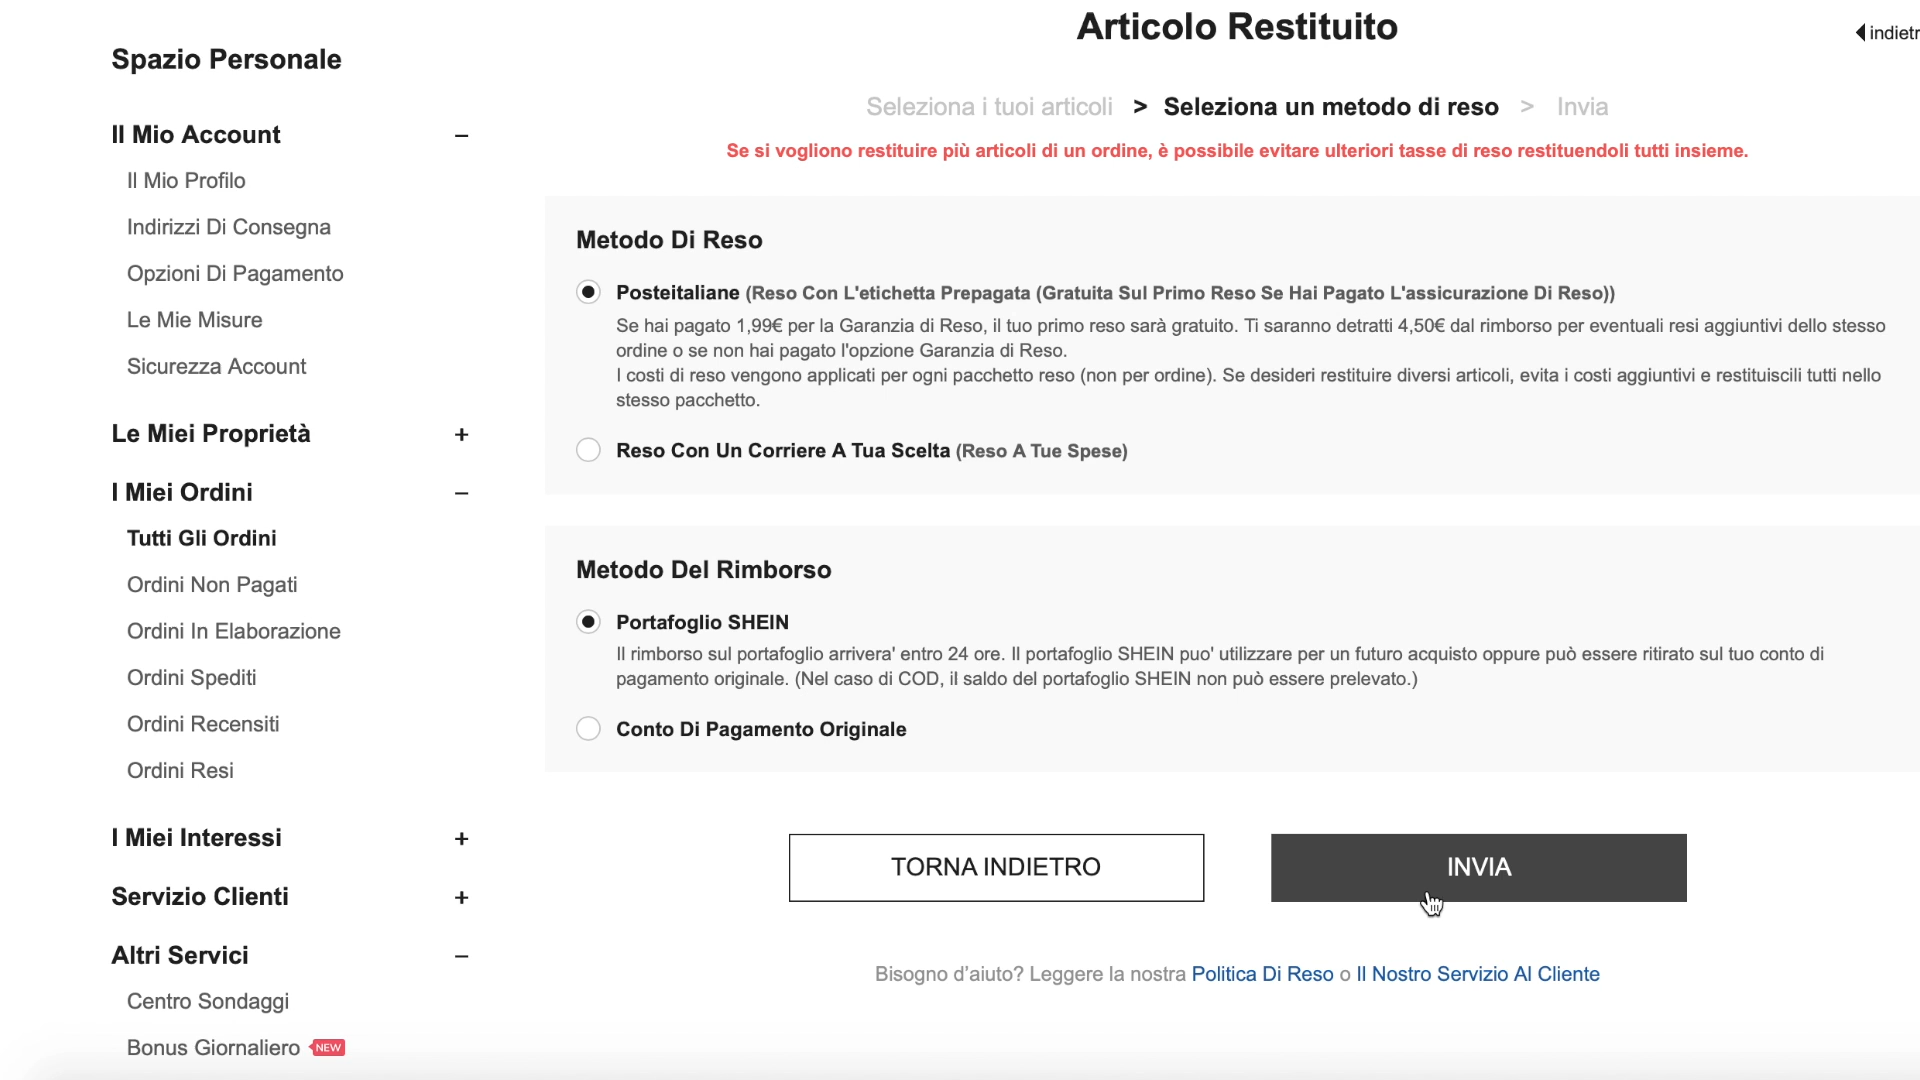 Articolo Restituito
Spazio Personale
Seleziona i tuoi articoli > Seleziona un metodo di reso > Invia
Se si vogliono restituire più articoli di un ordine, è possibile evitare ulteriori tasse di reso restituendoli tutti insieme.
Il Mio Account −
Il Mio Profilo
Indirizzi Di Consegna
Opzioni Di Pagamento
Le Mie Misure
Sicurezza Account
Le Miei Proprietà +
I Miei Ordini −
Tutti Gli Ordini
Ordini Non Pagati
Ordini In Elaborazione
Ordini Spediti
Ordini Recensiti
Ordini Resi
I Miei Interessi +
Servizio Clienti +
Altri Servici −
Centro Sondaggi
Bonus Giornaliero NEW
Metodo Di Reso
Posteitaliane (Reso Con L'etichetta Prepagata (Gratuita Sul Primo Reso Se Hai Pagato L'assicurazione Di Reso))
Se hai pagato 1,99€ per la Garanzia di Reso, il tuo primo reso sarà gratuito. Ti saranno detratti 4,50€ dal rimborso per eventuali resi aggiuntivi dello stesso
ordine o se non hai pagato l'opzione Garanzia di Reso.
I costi di reso vengono applicati per ogni pacchetto reso (non per ordine). Se desideri restituire diversi articoli, evita i costi aggiuntivi e restituiscili tutti nello
stesso pacchetto.
Reso Con Un Corriere A Tua Scelta (Reso A Tue Spese)
Metodo Del Rimborso
Portafoglio SHEIN
Il rimborso sul portafoglio arrivera' entro 24 ore. Il portafoglio SHEIN puo' utilizzare per un futuro acquisto oppure può essere ritirato sul tuo conto di
pagamento originale. (Nel caso di COD, il saldo del portafoglio SHEIN non può essere prelevato.)
Conto Di Pagamento Originale
TORNA INDIETRO
INVIA
Bisogno d'aiuto? Leggere la nostra Politica Di Reso o Il Nostro Servizio Al Cliente